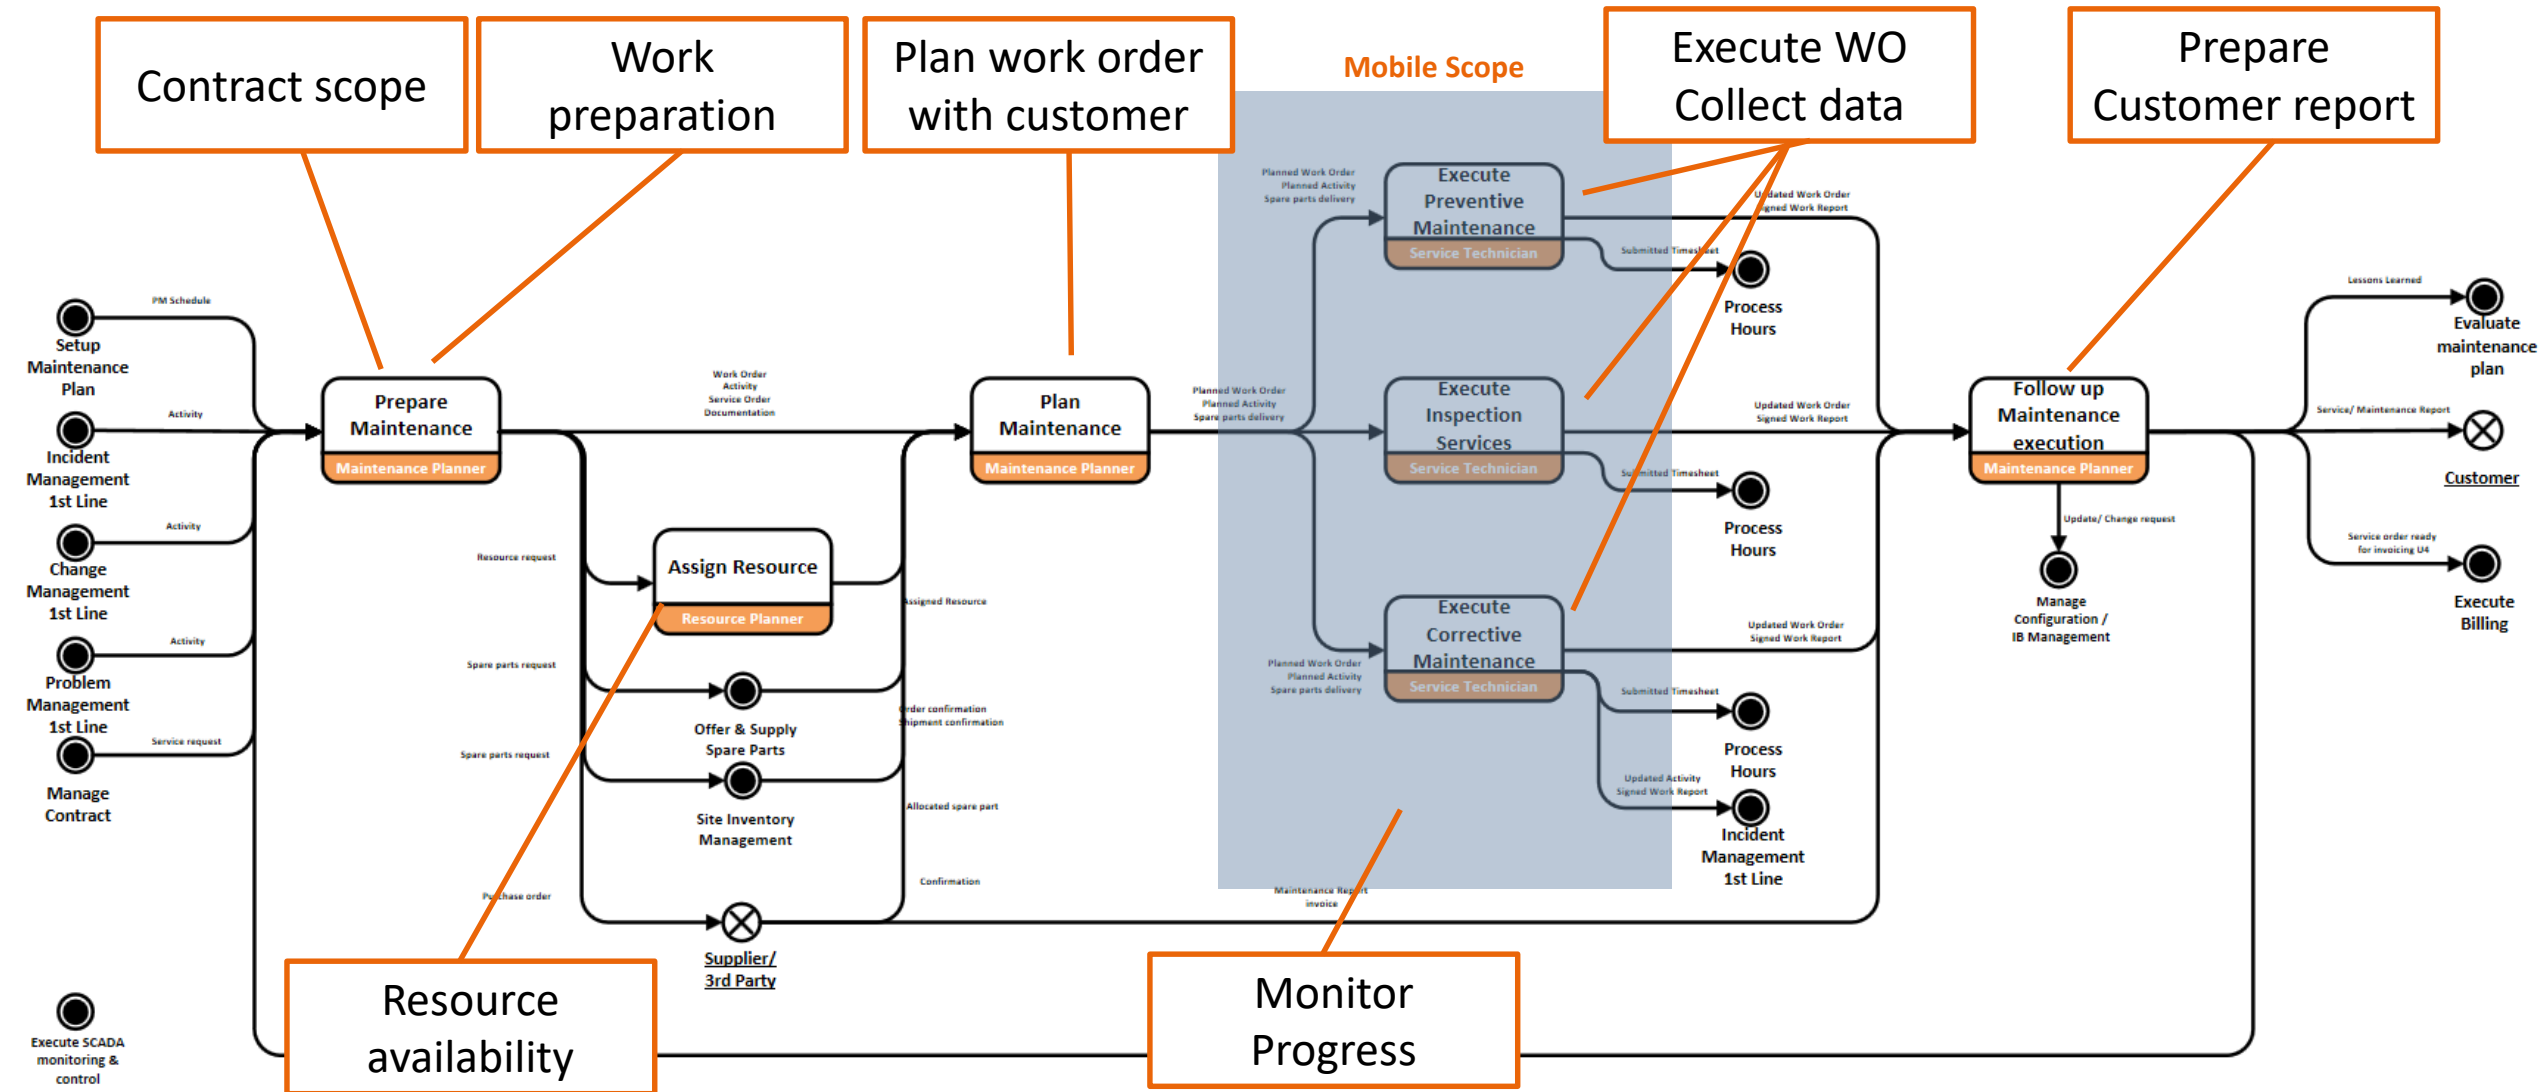 Contract scope
Work
preparation
Plan work order
with customer
Mobile Scope
Execute WO
Collect data
Prepare
Customer report
PM Schedule
Setup
Maintenance
Plan
Activity
Incident
Management
1st Line
Activity
Change
Management
1st Line
Activity
Problem
Management
1st Line
Service request
Manage
Contract
Execute SCADA
monitoring &
control
Prepare
Maintenance
Maintenance Planner
Work Order
Activity
Service Order
Documentation
Resource request
Assign Resource
Resource Planner
Assigned Resource
Spare parts request
Offer & Supply
Spare Parts
Order confirmation
Shipment confirmation
Spare parts request
Site Inventory
Management
Allocated spare part
Purchase order
Confirmation
Supplier/
3rd Party
Maintenance Report
invoice
Plan
Maintenance
Maintenance Planner
Planned Work Order
Planned Activity
Spare parts delivery
Planned Work Order
Planned Activity
Spare parts delivery
Planned Work Order
Planned Activity
Spare parts delivery
Execute
Preventive
Maintenance
Service Technician
Updated Work Order
Signed Work Report
Submitted Timesheet
Process
Hours
Execute
Inspection
Services
Service Technician
Updated Work Order
Signed Work Report
Submitted Timesheet
Process
Hours
Execute
Corrective
Maintenance
Service Technician
Updated Work Order
Signed Work Report
Submitted Timesheet
Process
Hours
Updated Activity
Signed Work Report
Incident
Management
1st Line
Follow up
Maintenance
execution
Maintenance Planner
Update/ Change request
Manage
Configuration /
IB Management
Lessons Learned
Evaluate
maintenance
plan
Service/ Maintenance Report
Customer
Service order ready
for invoicing U4
Execute
Billing
Resource
availability
Monitor
Progress